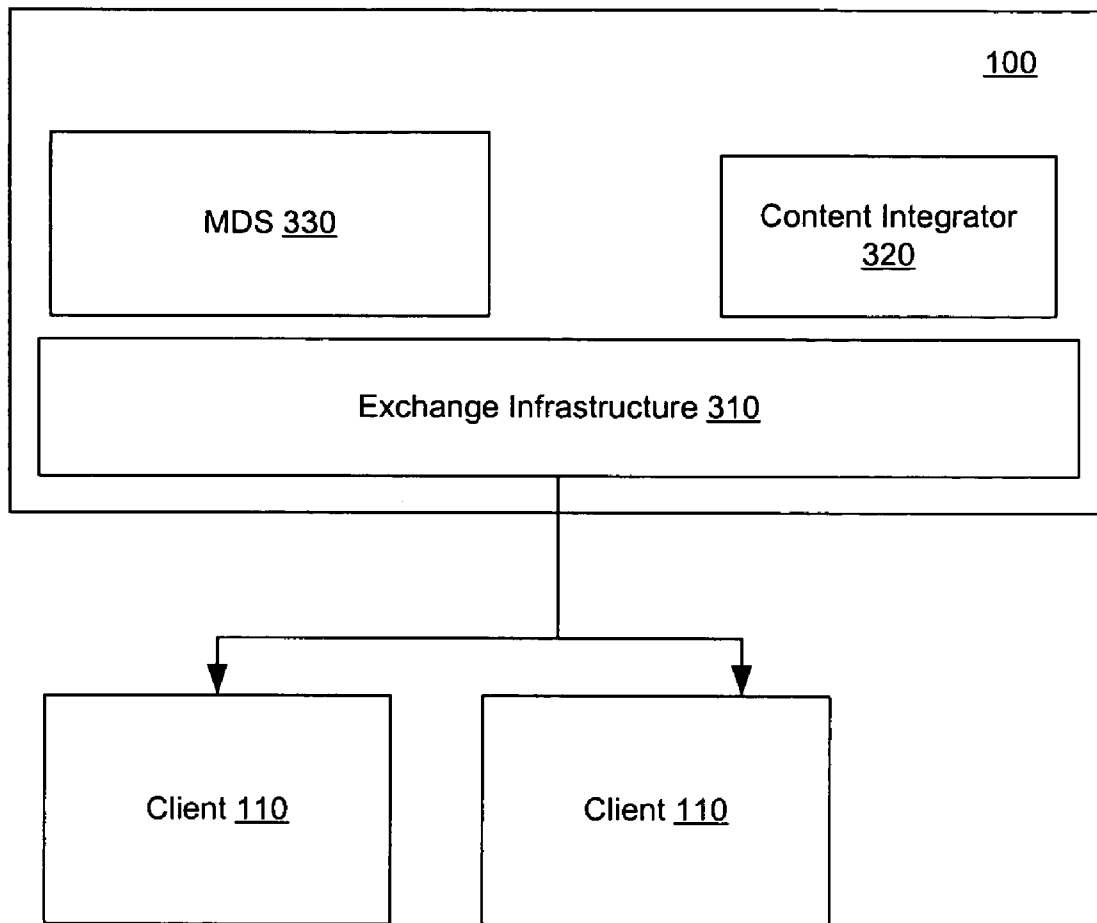 100
MDS 330
Content Integrator
320
Exchange Infrastructure 310
Client 110
Client 110